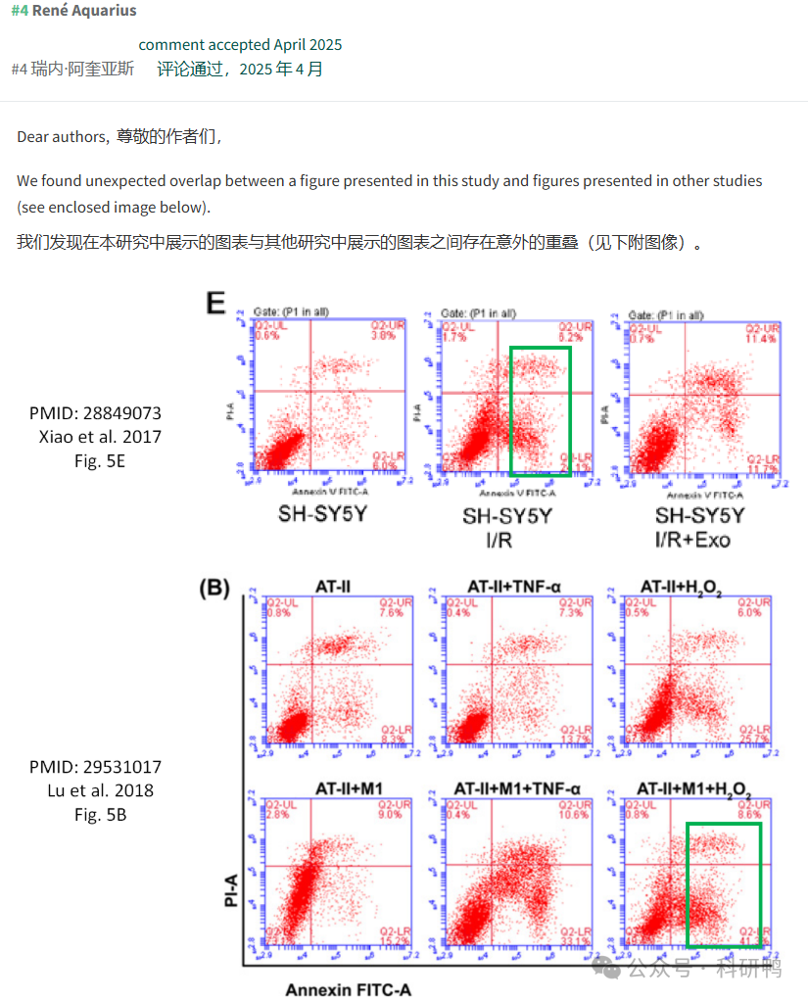 #4 René Aquarius
comment accepted April 2025
#4 瑞内·阿奎亚斯 评论通过，2025 年 4 月
Dear authors, 尊敬的作者们，
We found unexpected overlap between a figure presented in this study and figures presented in other studies
(see enclosed image below).
我们发现在本研究中展示的图表与其他研究中展示的图表之间存在意外的重叠（见下附图像）。
E
Gate: (P1 in all) Gate: (P1 in all) Gate: (P1 in all)
Q2-UL Q2-UR Q2-UL Q2-UR Q2-UL Q2-UR
0.6% 3.8% 1.7% 6.2% 0.7% 11.4%
PMID: 28849073
Xiao et al. 2017
Fig. 5E
PI-A PI-A PI-A
Q2-LR Q2-LR
6.0% 11.7%
Annexin V FITC-A Annexin V FITC-A Annexin V FITC-A
SH-SY5Y SH-SY5Y SH-SY5Y
I/R I/R+Exo
(B) AT-II AT-II+TNF-α AT-II+H2O2
Q2-UL Q2-UR Q2-UL Q2-UR Q2-UL Q2-UR
0.8% 7.6% 0.4% 7.3% 0.5% 6.0%
Q2-LR Q2-LR Q2-LR
8.3% 13.7% 25.7%
PMID: 29531017
Lu et al. 2018
Fig. 5B
AT-II+M1 AT-II+M1+TNF-α AT-II+M1+H2O2
Q2-UL Q2-UR Q2-UL Q2-UR Q2-UL Q2-UR
2.8% 9.0% 0.4% 10.6% 0.8% 8.6%
PI-A
Q2-LR Q2-LR Q2-LR
15.2% 33.1%
公众号 · 科研鸭
Annexin FITC-A